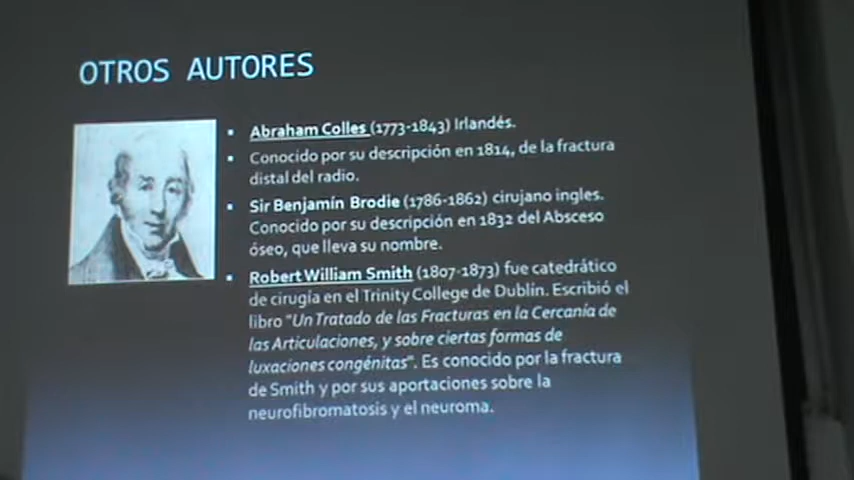 OTROS AUTORES
▪ Abraham Colles (1773-1843) Irlandés.
▪ Conocido por su descripción en 1814, de la fractura
distal del radio.
▪ Sir Benjamín Brodie (1786-1862) cirujano ingles.
Conocido por su descripción en 1832 del Absceso
óseo, que lleva su nombre.
▪ Robert William Smith (1807-1873) fue catedrático
de cirugía en el Trinity College de Dublín. Escribió el
libro "Un Tratado de las Fracturas en la Cercanía de
las Articulaciones, y sobre ciertas formas de
luxaciones congénitas". Es conocido por la fractura
de Smith y por sus aportaciones sobre la
neurofibromatosis y el neuroma.